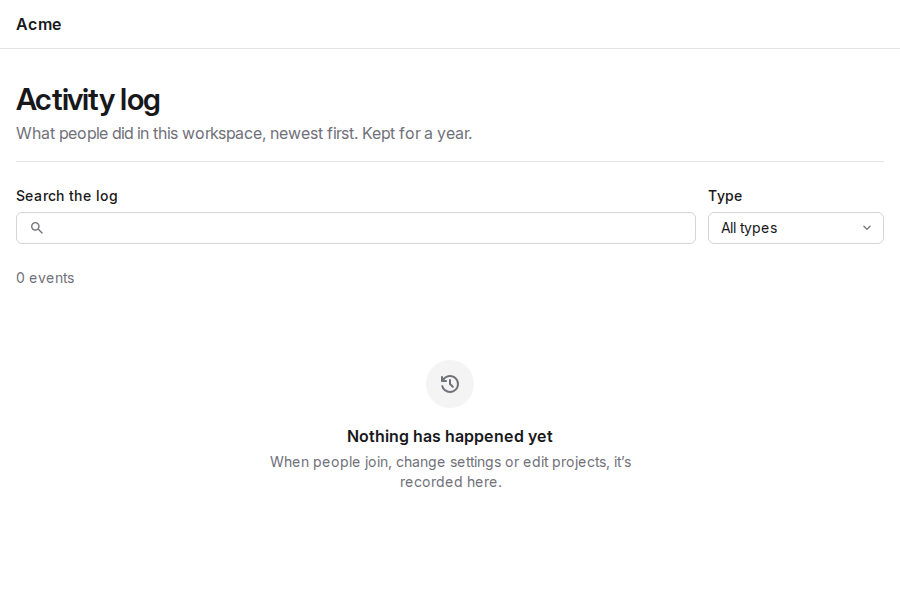 Acme
Activity log
What people did in this workspace, newest first. Kept for a year.
Search the log
Type
All types
0 events
Nothing has happened yet
When people join, change settings or edit projects, it’s
recorded here.